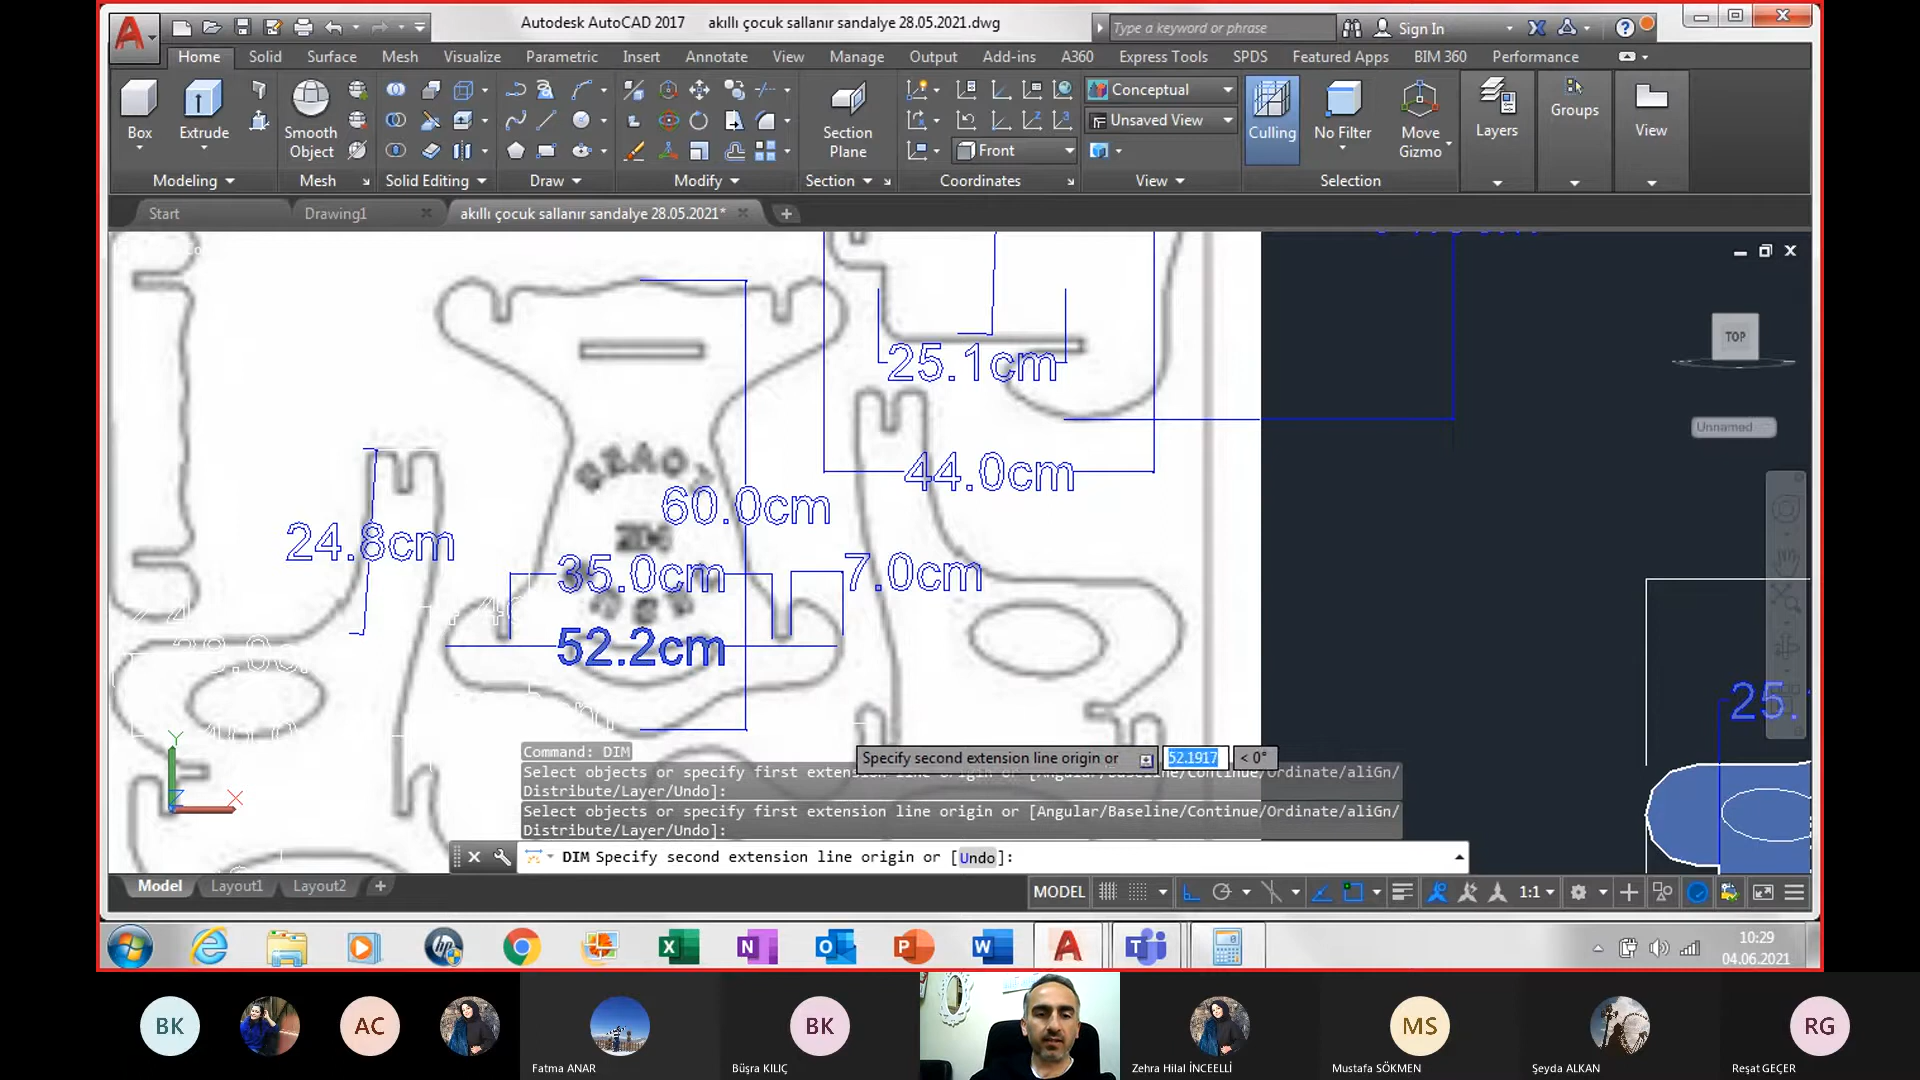 Autodesk AutoCAD 2017 akıllı çocuk sallanır sandalye 28.05.2021.dwg
Type a keyword or phrase
Sign In
Home Solid Surface Mesh Visualize Parametric Insert Annotate View Manage Output Add-ins A360 Express Tools SPDS Featured Apps BIM 360 Performance
Box
Extrude
Smooth Object
Section Plane
Front
Conceptual
Unsaved View
Culling
No Filter
Move Gizmo
Layers
Groups
View
Modeling Mesh Solid Editing Draw Modify Section Coordinates View Selection
Start Drawing1 akıllı çocuk sallanır sandalye 28.05.2021*
TOP
Unnamed
25.1cm
44.0cm
60.0cm
24.8cm
35.0cm
7.0cm
52.2cm
25.
Y
X
Z
Command: DIM
Specify second extension line origin or 52.1917 < 0°
Select objects or specify first extension line origin or [Angular/Baseline/Continue/Ordinate/aliGn/
Distribute/Layer/Undo]:
Select objects or specify first extension line origin or [Angular/Baseline/Continue/Ordinate/aliGn/
Distribute/Layer/Undo]:
DIM Specify second extension line origin or [Undo]:
Model Layout1 Layout2
MODEL 1:1
10:29
04.06.2021
BK
AC
BK
MS
RG
Fatma ANAR
Büşra KILIÇ
Zehra Hilal İNCEELLİ
Mustafa SÖKMEN
Şeyda ALKAN
Reşat GEÇER